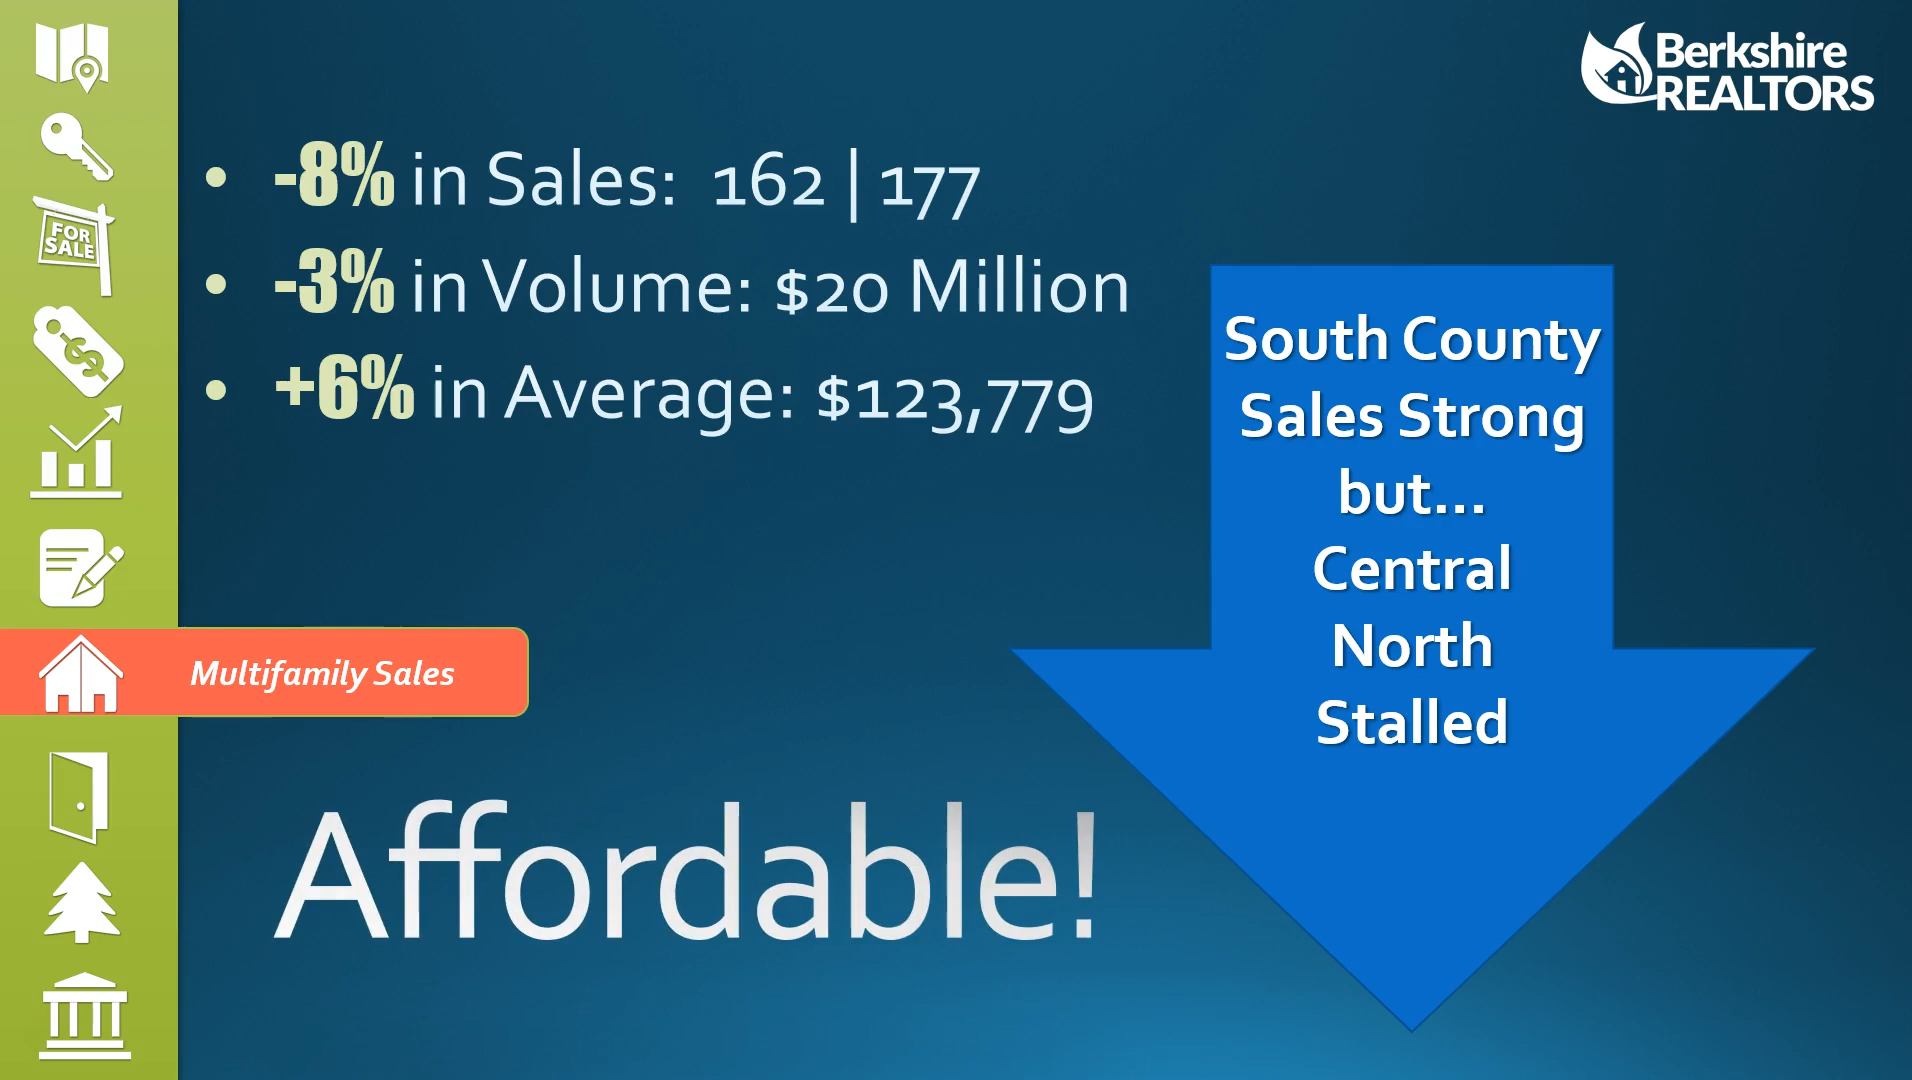 Berkshire
REALTORS
FOR
SALE
• -8% in Sales: 162 | 177
• -3% in Volume: $20 Million
• +6% in Average: $123,779
South County
Sales Strong
but...
Central
North
Stalled
Multifamily Sales
Affordable!